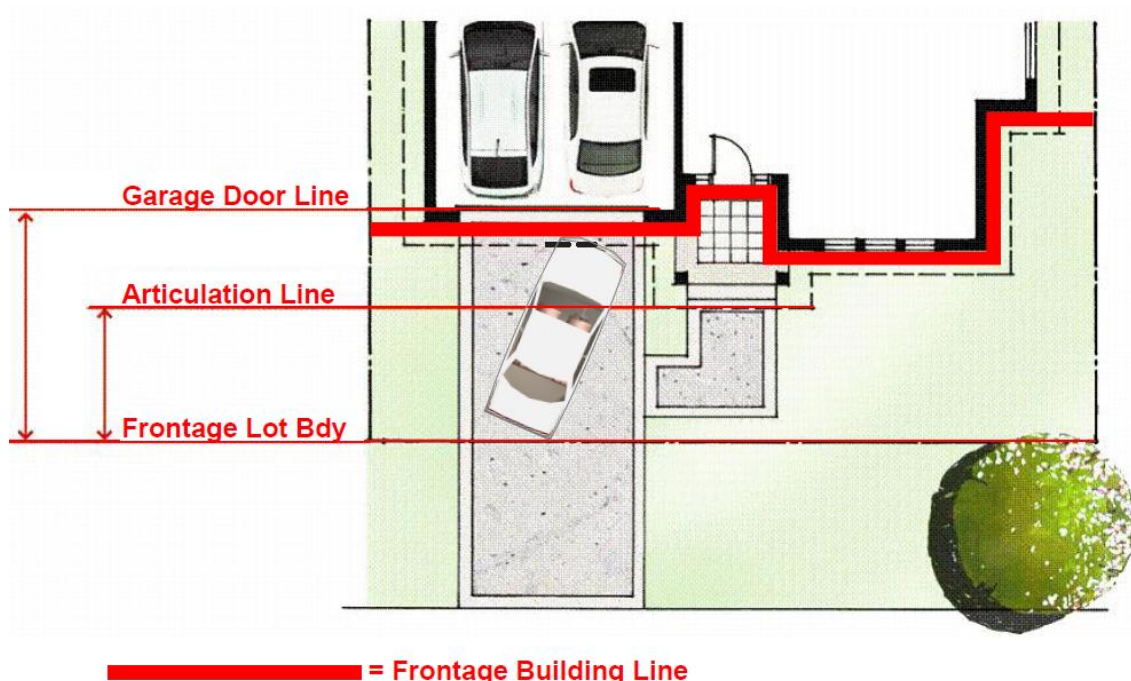 Garage Door Line
Articulation Line
Frontage Lot Bdy
= Frontage Building Line